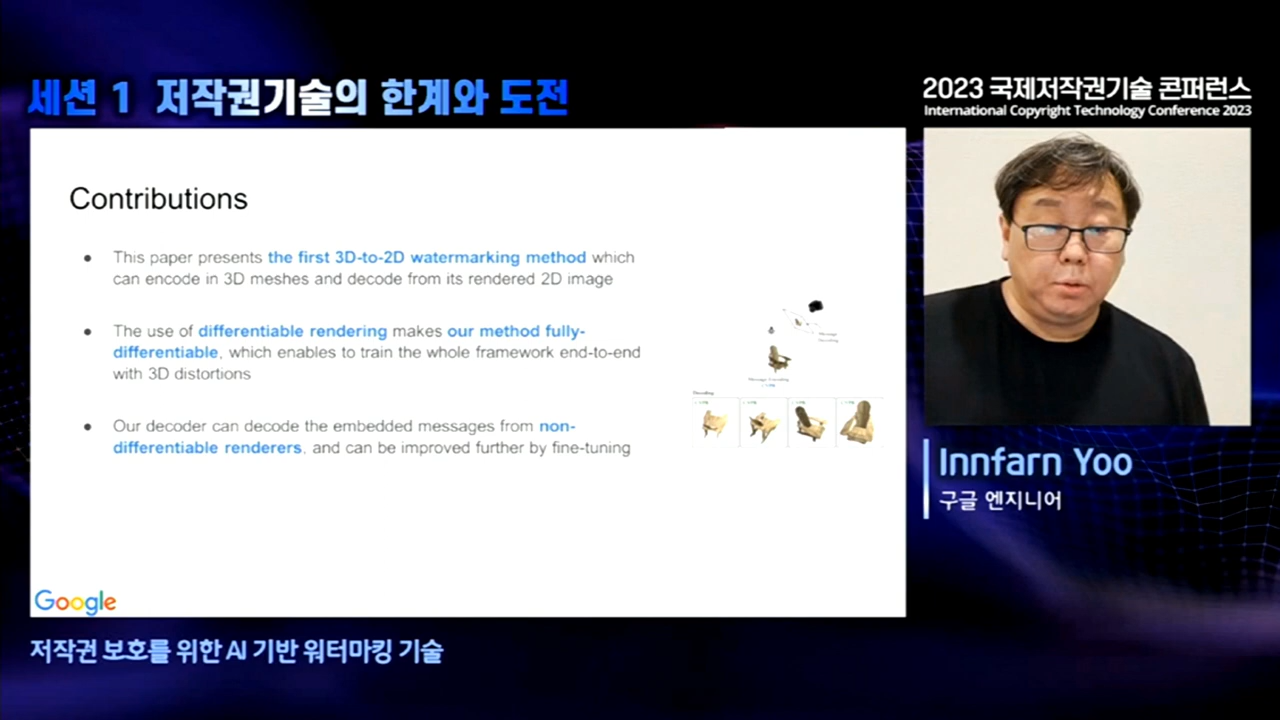 세션 1 저작권기술의 한계와 도전
2023 국제저작권기술 콘퍼런스
International Copyright Technology Conference 2023
Contributions
• This paper presents the first 3D-to-2D watermarking method which
can encode in 3D meshes and decode from its rendered 2D image
• The use of differentiable rendering makes our method fully-
differentiable, which enables to train the whole framework end-to-end
with 3D distortions
• Our decoder can decode the embedded messages from non-
differentiable renderers, and can be improved further by fine-tuning
Google
Innfarn Yoo
구글 엔지니어
저작권 보호를 위한 AI 기반 워터마킹 기술